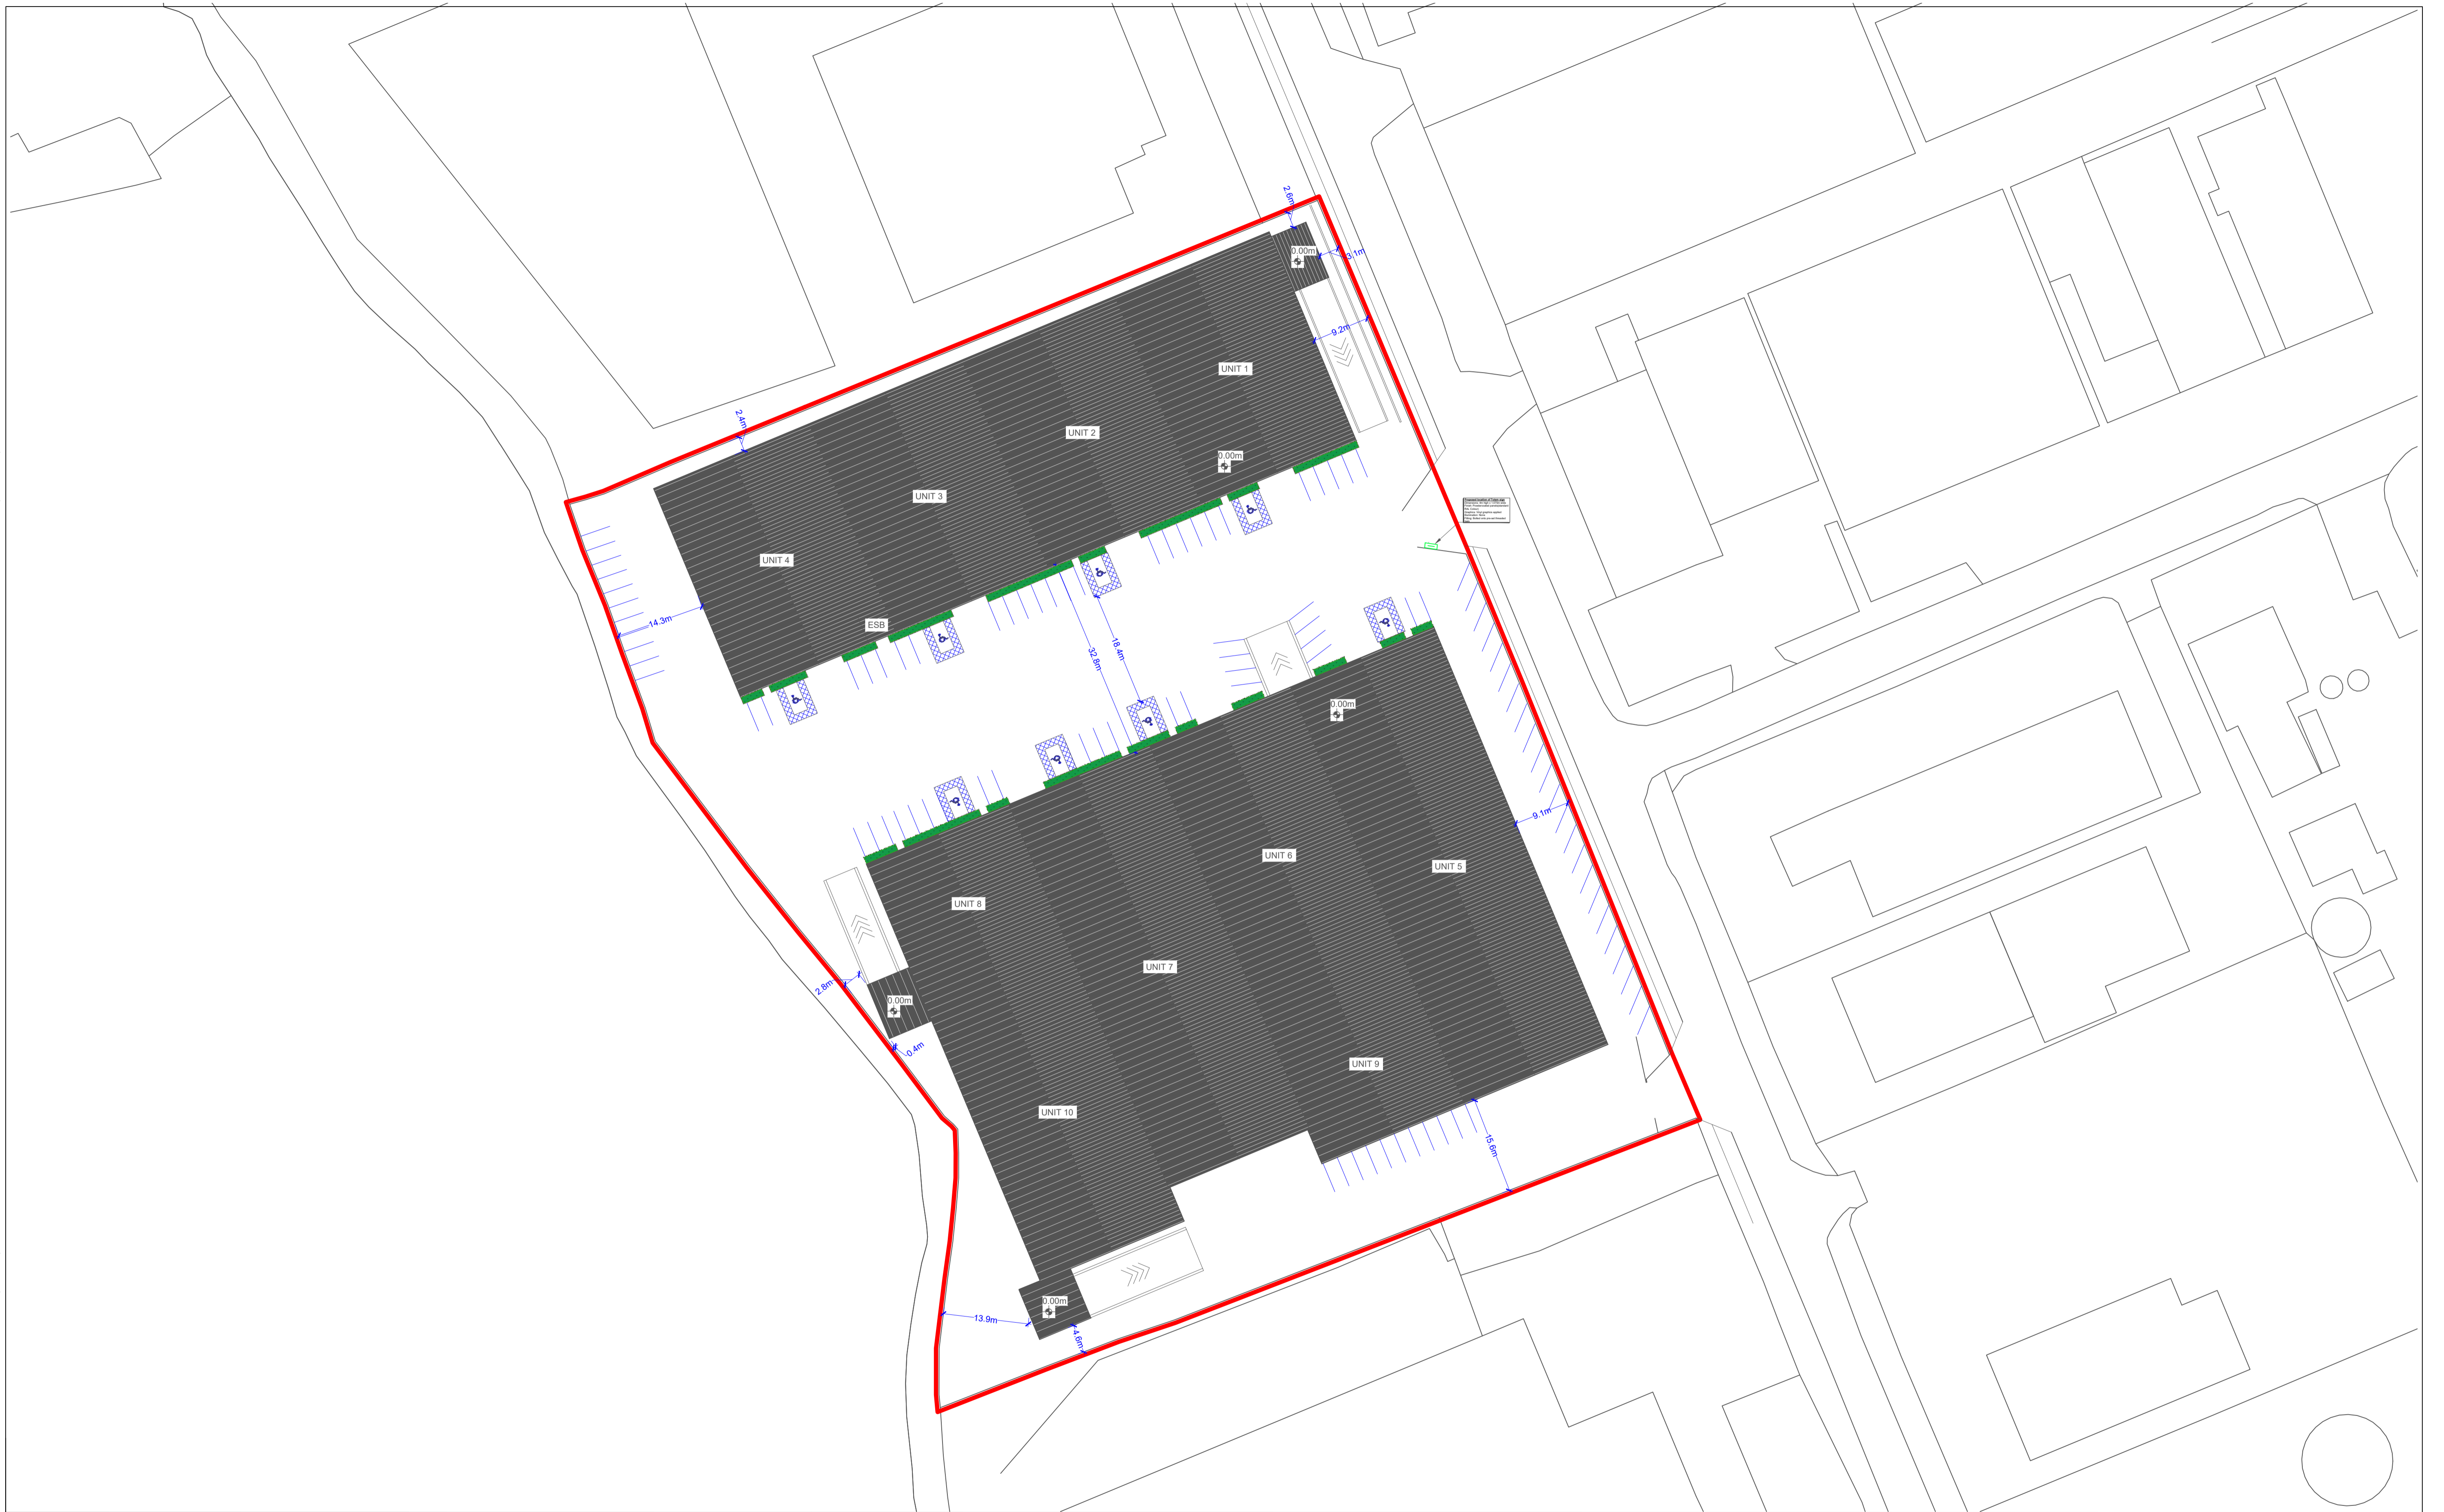 2.6m
0.00m
3.1m
9.2m
UNIT 1
2.4m
UNIT 2
0.00m
UNIT 3
UNIT 4
14.3m
ESB
18.4m
32.8m
0.00m
9.1m
UNIT 6
UNIT 5
UNIT 8
UNIT 7
2.8m
0.00m
0.4m
UNIT 9
UNIT 10
15.6m
0.00m
13.9m
4.6m